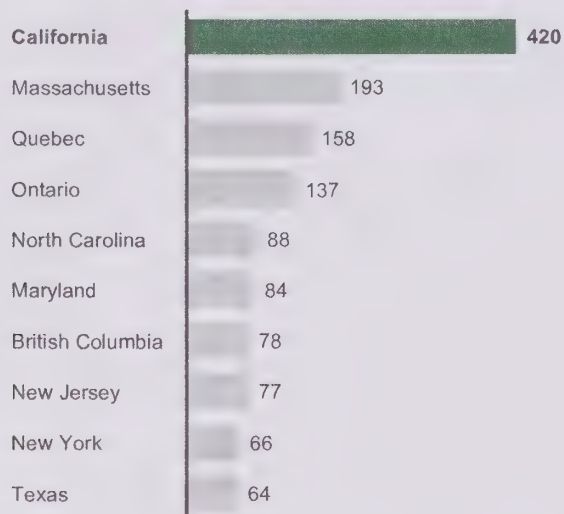 California 420
Massachusetts 193
Quebec 158
Ontario 137
North Carolina 88
Maryland 84
British Columbia 78
New Jersey 77
New York 66
Texas 64